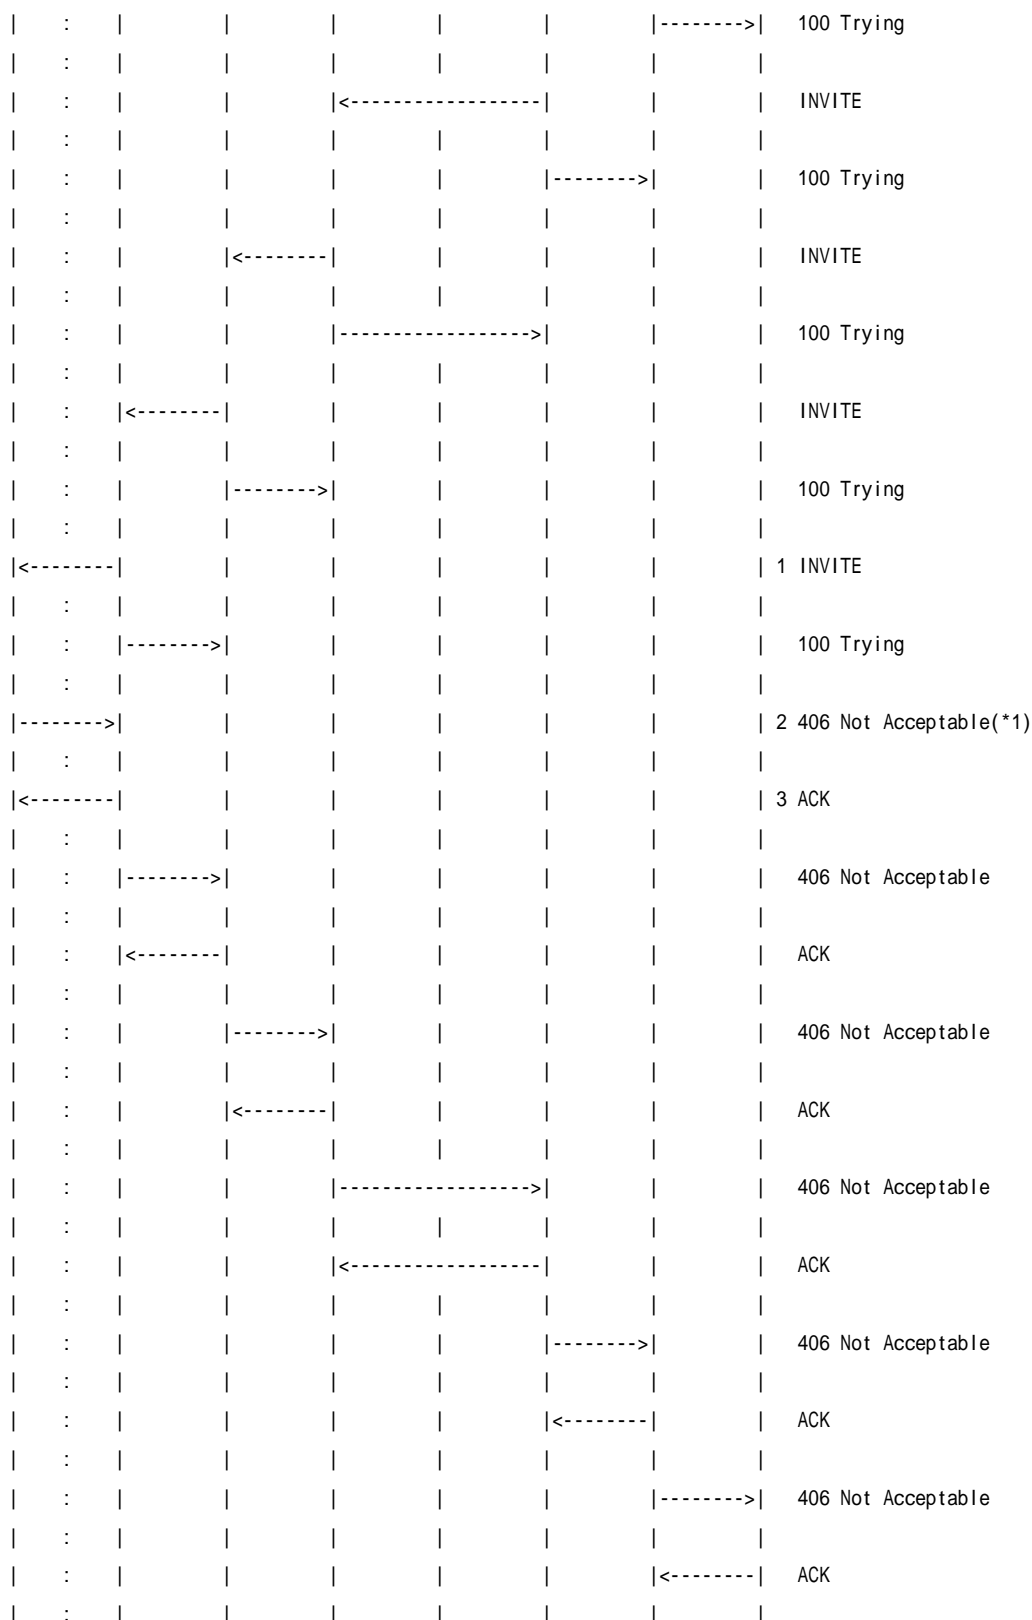 |    :    |         |         |         |         |         |-------->|   100 Trying
|    :    |         |         |         |         |         |         |
|    :    |         |         |<------------------|         |         |   INVITE
|    :    |         |         |         |         |         |         |
|    :    |         |         |         |         |-------->|         |   100 Trying
|    :    |         |         |         |         |         |         |
|    :    |         |<--------|         |         |         |         |   INVITE
|    :    |         |         |         |         |         |         |
|    :    |         |         |------------------>|         |         |   100 Trying
|    :    |         |         |         |         |         |         |
|    :    |<--------|         |         |         |         |         |   INVITE
|    :    |         |         |         |         |         |         |
|    :    |         |-------->|         |         |         |         |   100 Trying
|    :    |         |         |         |         |         |         |
|<--------|         |         |         |         |         |         | 1 INVITE
|    :    |         |         |         |         |         |         |
|    :    |-------->|         |         |         |         |         |   100 Trying
|    :    |         |         |         |         |         |         |
|-------->|         |         |         |         |         |         | 2 406 Not Acceptable(*1)
|    :    |         |         |         |         |         |         |
|<--------|         |         |         |         |         |         | 3 ACK
|    :    |         |         |         |         |         |         |
|    :    |-------->|         |         |         |         |         |   406 Not Acceptable
|    :    |         |         |         |         |         |         |
|    :    |<--------|         |         |         |         |         |   ACK
|    :    |         |         |         |         |         |         |
|    :    |         |-------->|         |         |         |         |   406 Not Acceptable
|    :    |         |         |         |         |         |         |
|    :    |         |<--------|         |         |         |         |   ACK
|    :    |         |         |         |         |         |         |
|    :    |         |         |------------------>|         |         |   406 Not Acceptable
|    :    |         |         |         |         |         |         |
|    :    |         |         |<------------------|         |         |   ACK
|    :    |         |         |         |         |         |         |
|    :    |         |         |         |         |-------->|         |   406 Not Acceptable
|    :    |         |         |         |         |         |         |
|    :    |         |         |         |         |<--------|         |   ACK
|    :    |         |         |         |         |         |         |
|    :    |         |         |         |         |         |-------->|   406 Not Acceptable
|    :    |         |         |         |         |         |         |
|    :    |         |         |         |         |         |<--------|   ACK
|    :    |         |         |         |         |         |         |